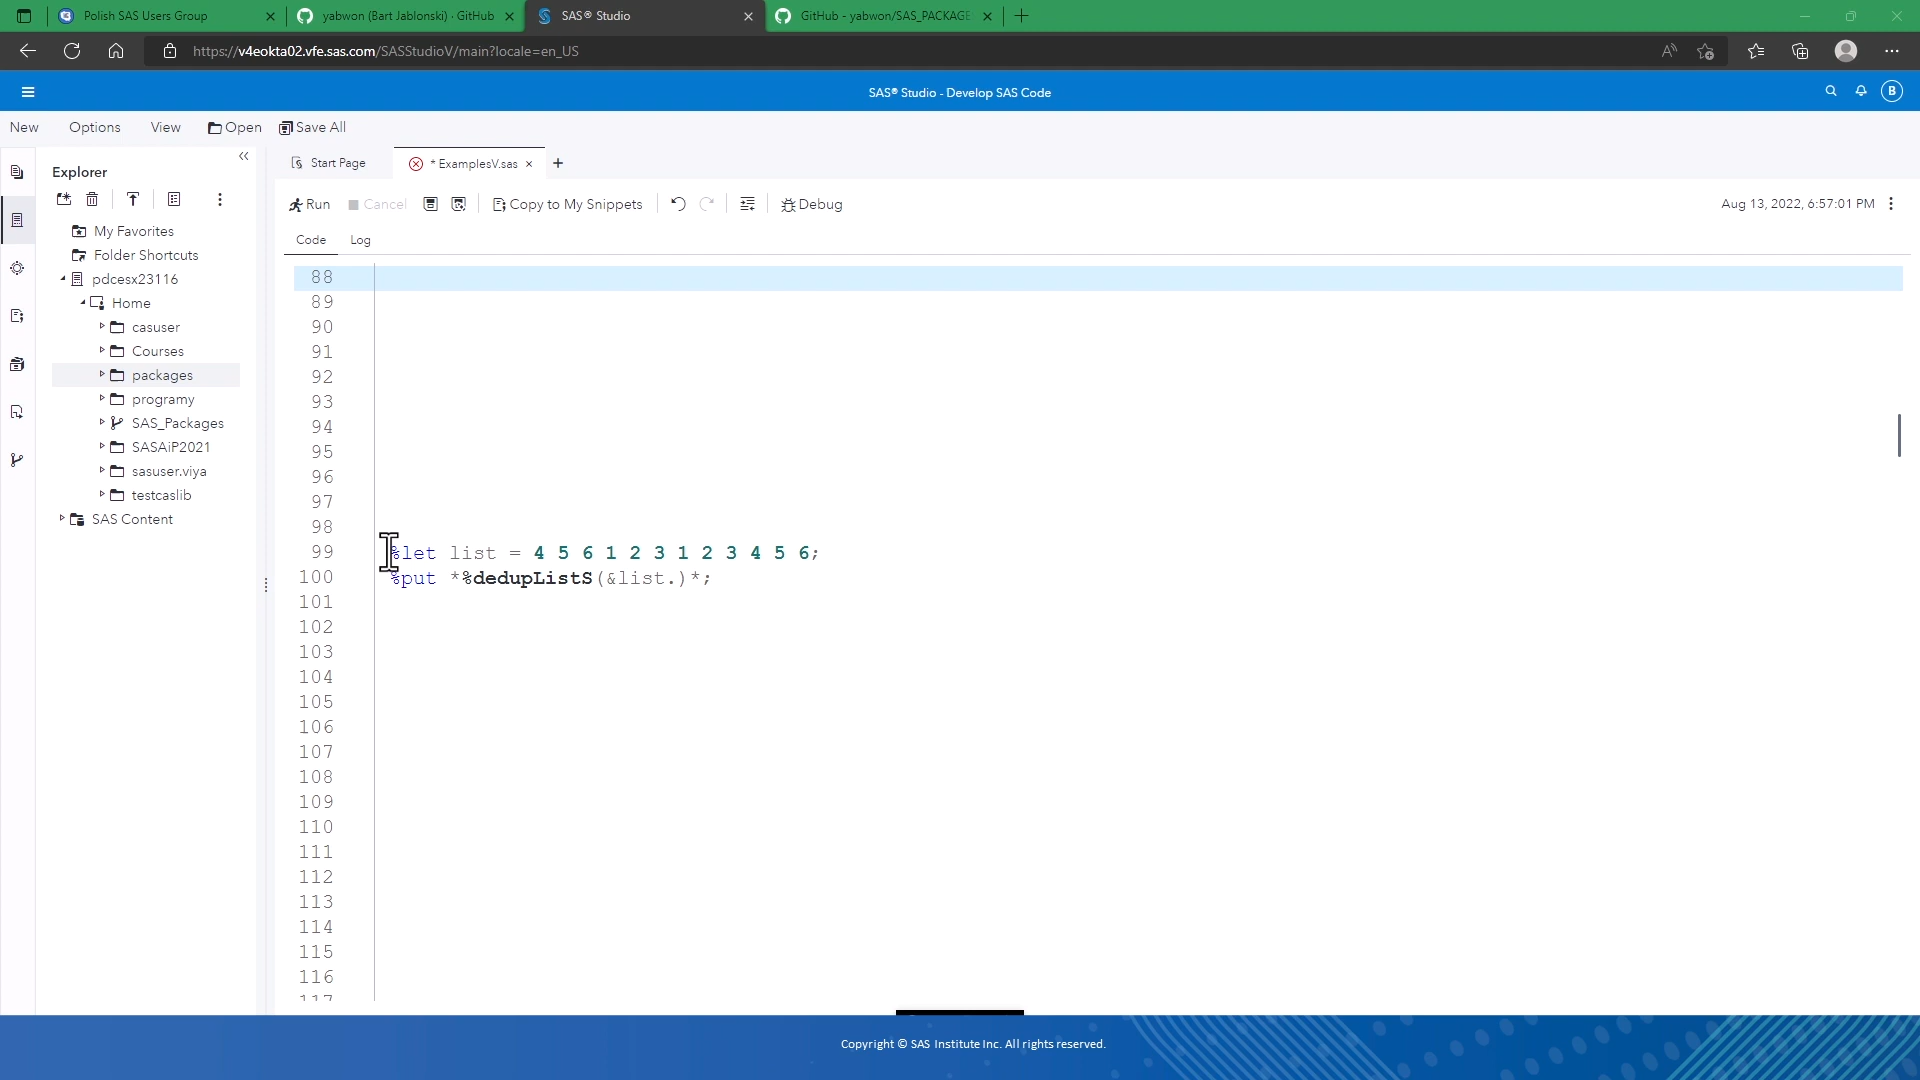 Polish SAS Users Group
yabwon (Bart Jablonski) · GitHub
SAS® Studio
GitHub - yabwon/SAS_PACKAGE
https://v4eokta02.vfe.sas.com/SASStudioV/main?locale=en_US
SAS® Studio - Develop SAS Code
B
New Options View Open Save All
Explorer
My Favorites
Folder Shortcuts
pdcesx23116
Home
casuser
Courses
packages
programy
SAS_Packages
SASAiP2021
sasuser.viya
testcaslib
SAS Content
Start Page
* ExamplesV.sas
Run Cancel Copy to My Snippets Debug
Aug 13, 2022, 6:57:01 PM
Code Log
88
89
90
91
92
93
94
95
96
97
98
99 %let list = 4 5 6 1 2 3 1 2 3 4 5 6;
100 %put *%dedupListS(&list.)*;
101
102
103
104
105
106
107
108
109
110
111
112
113
114
115
116
117
Copyright © SAS Institute Inc. All rights reserved.